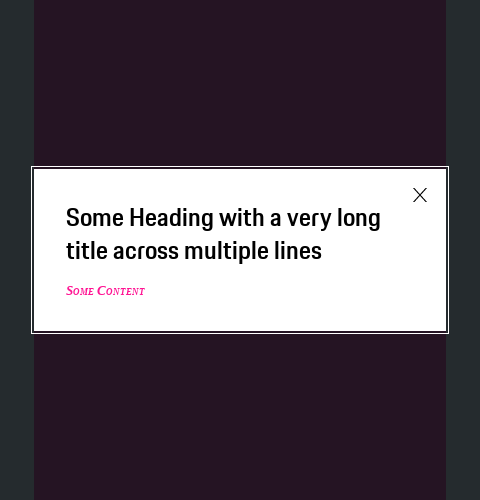 Some Heading with a very long
title across multiple lines
Some Content